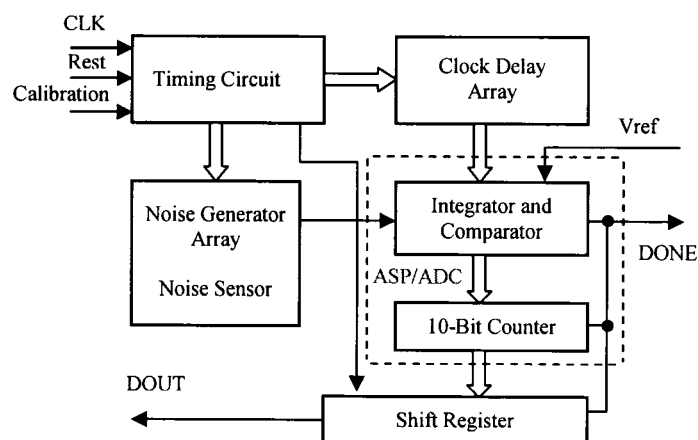 CLK
Rest
Calibration
Timing Circuit
Clock Delay
Array
Vref
Noise Generator
Array
Noise Sensor
Integrator and
Comparator
DONE
ASP/ADC
10-Bit Counter
DOUT
Shift Register